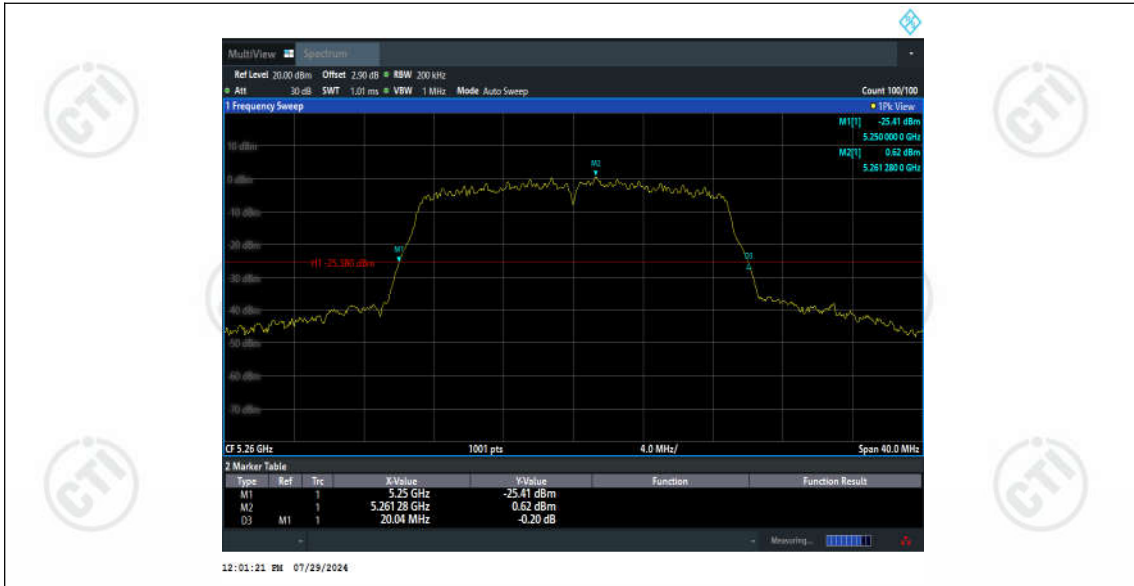 MultiView Spectrum
Ref Level 20.00 dBm Offset 2.90 dB RBW 200 kHz
Att 30 dB SWT 1.01 ms VBW 1 MHz Mode Auto Sweep Count 100/100
1 Frequency Sweep 1Pk View
M1[1] -25.41 dBm
5.250 000 0 GHz
M2[1] 0.62 dBm
5.261 280 0 GHz
10 dBm
M2
0 dBm
-10 dBm
-20 dBm
M1
D3
H1 -25.380 dBm
-30 dBm
-40 dBm
-50 dBm
-60 dBm
-70 dBm
CF 5.26 GHz 1001 pts 4.0 MHz/ Span 40.0 MHz
2 Marker Table
Type Ref Trc X-Value Y-Value Function Function Result
M1 1 5.25 GHz -25.41 dBm
M2 1 5.261 28 GHz 0.62 dBm
D3 M1 1 20.04 MHz -0.20 dB
Measuring...
12:01:21 PM 07/29/2024
CTI
CTI
CTI
CTI